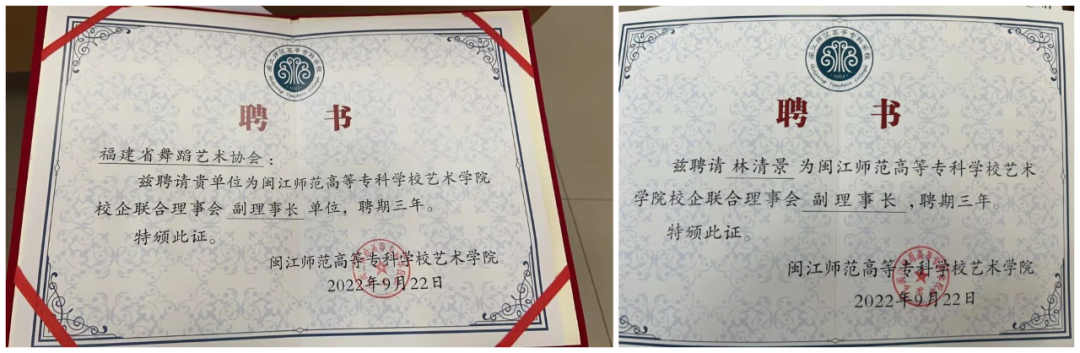 聘 书
福建省舞蹈艺术协会：
兹聘请贵单位为闽江师范高等专科学校艺术学院
校企联合理事会 副理事长 单位，聘期三年。
特颁此证。
闽江师范高等专科学校艺术学院
2022年9月22日
聘 书
兹聘请 林清景 为闽江师范高等专科学校艺术
学院校企联合理事会 副理事长 ，聘期三年。
特颁此证。
闽江师范高等专科学校艺术学院
2022年9月22日